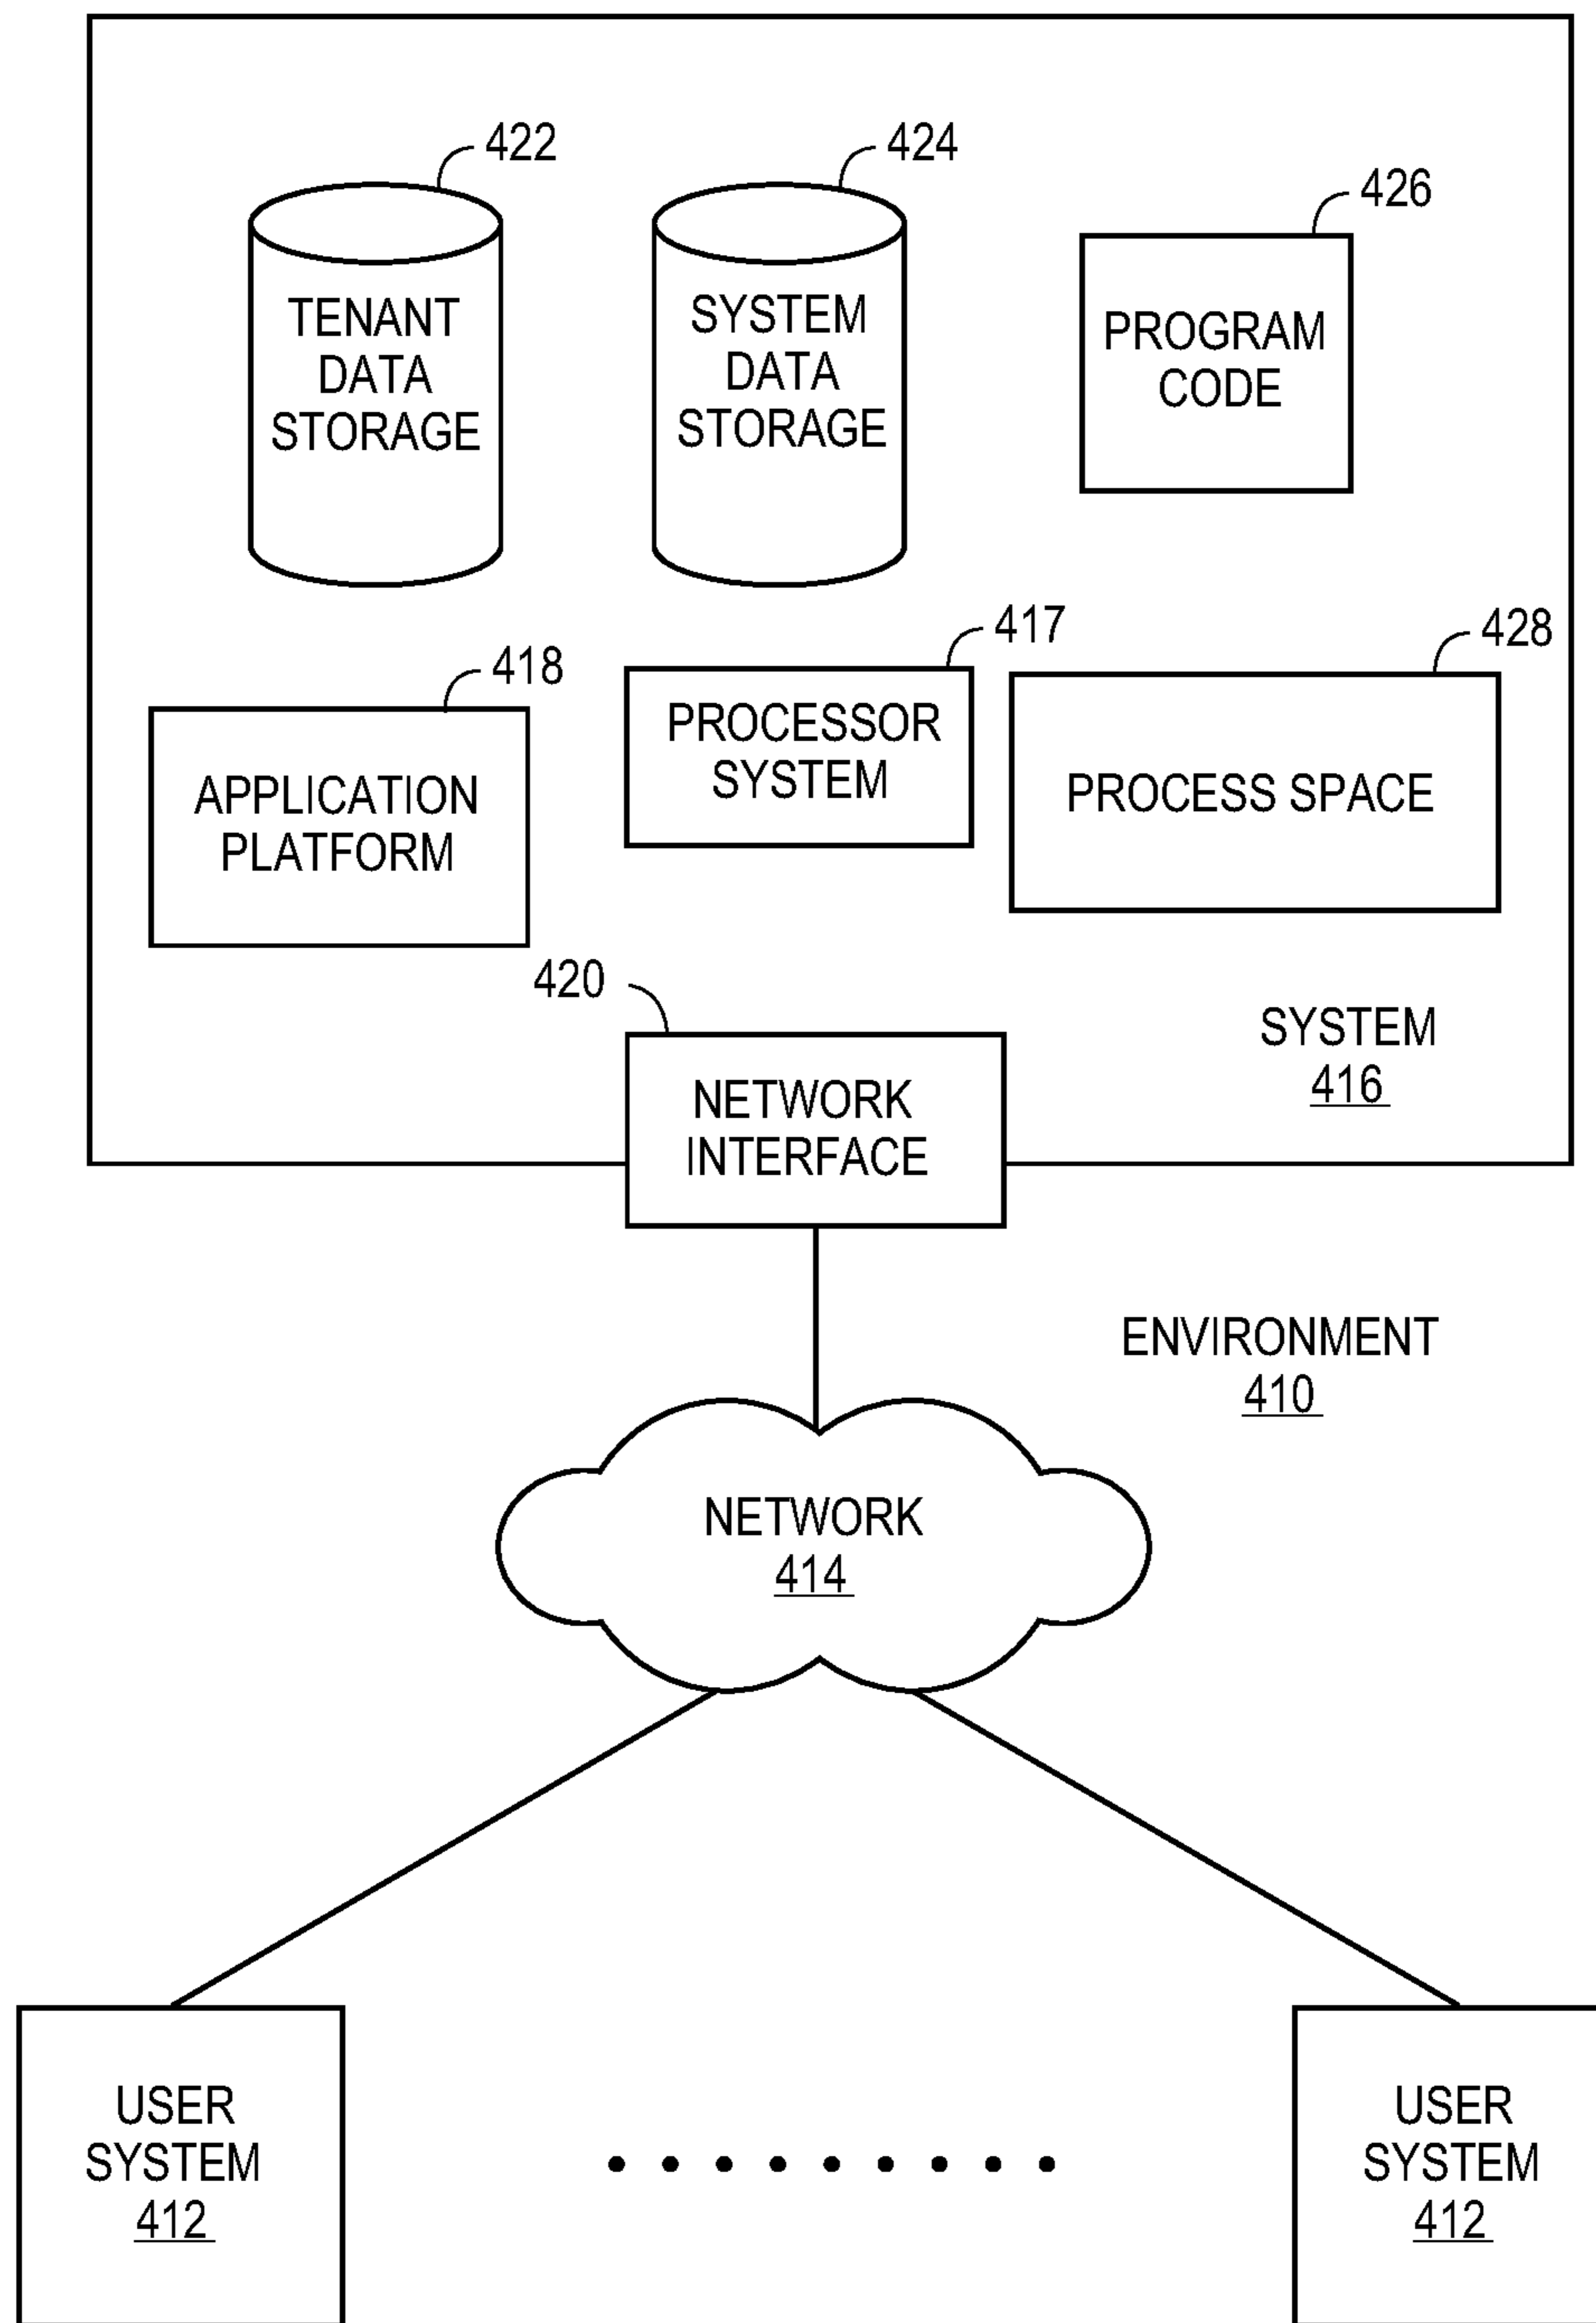 422
424
426
TENANT
DATA
STORAGE
SYSTEM
DATA
STORAGE
PROGRAM
CODE
418
417
428
APPLICATION
PLATFORM
PROCESSOR
SYSTEM
PROCESS SPACE
420
NETWORK
INTERFACE
SYSTEM
416
ENVIRONMENT
410
NETWORK
414
USER
SYSTEM
412
USER
SYSTEM
412